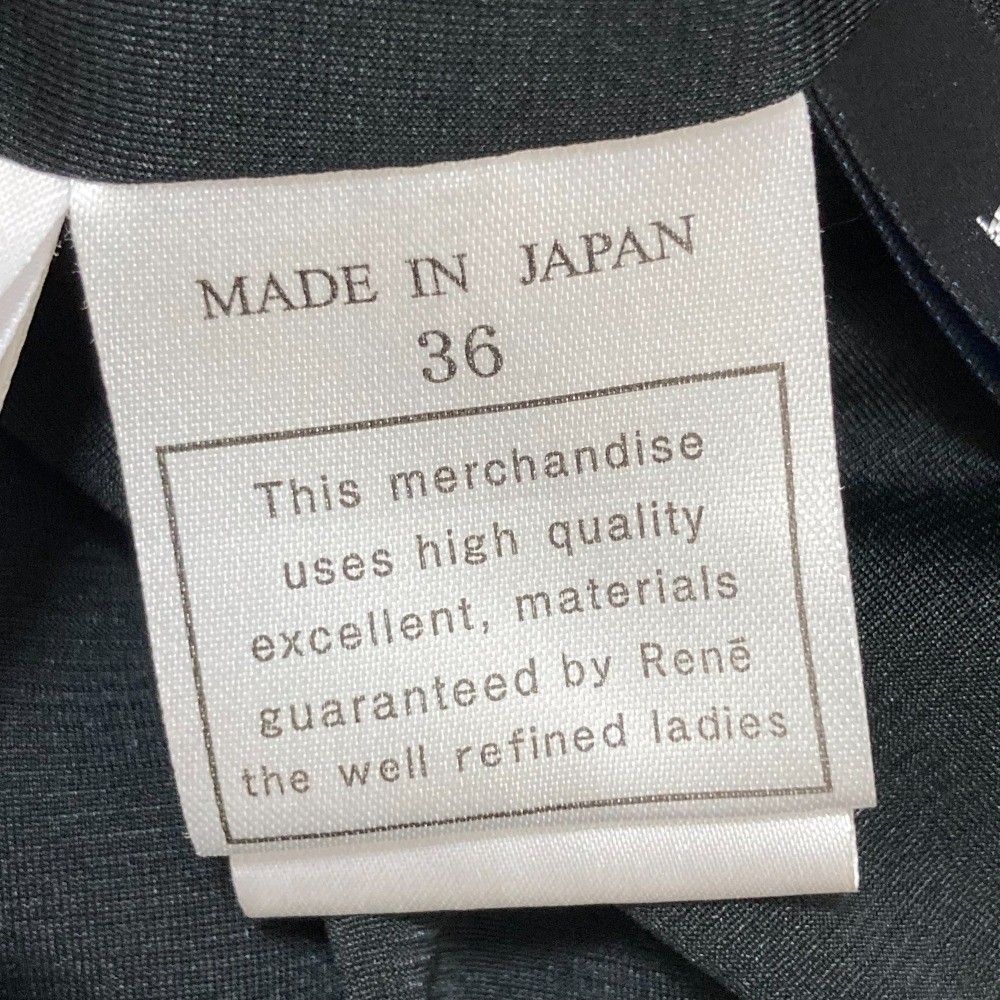 MADE IN JAPAN
36
This merchandise
uses high quality
excellent, materials
guaranteed by Renē
the well refined ladies